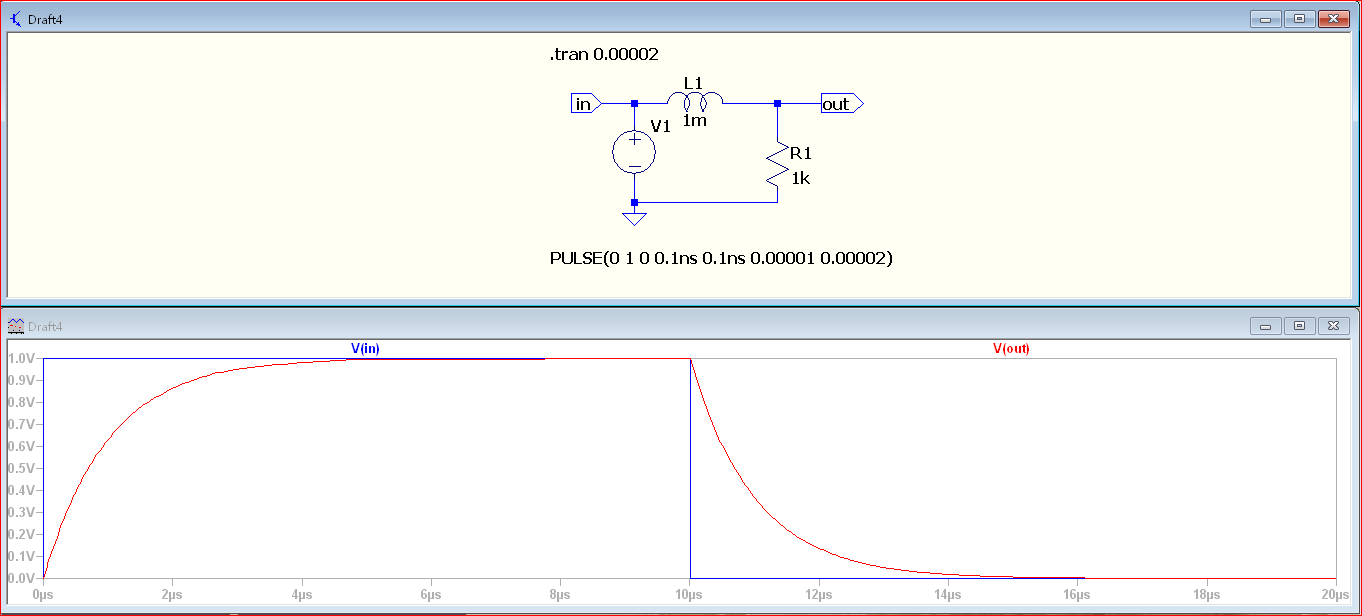 Draft4
.tran 0.00002
L1
in
out
1m
V1
R1
1k
PULSE(0 1 0 0.1ns 0.1ns 0.00001 0.00002)
Draft4
V(in)
V(out)
1.0V
0.9V
0.8V
0.7V
0.6V
0.5V
0.4V
0.3V
0.2V
0.1V
0.0V
0µs
2µs
4µs
6µs
8µs
10µs
12µs
14µs
16µs
18µs
20µs